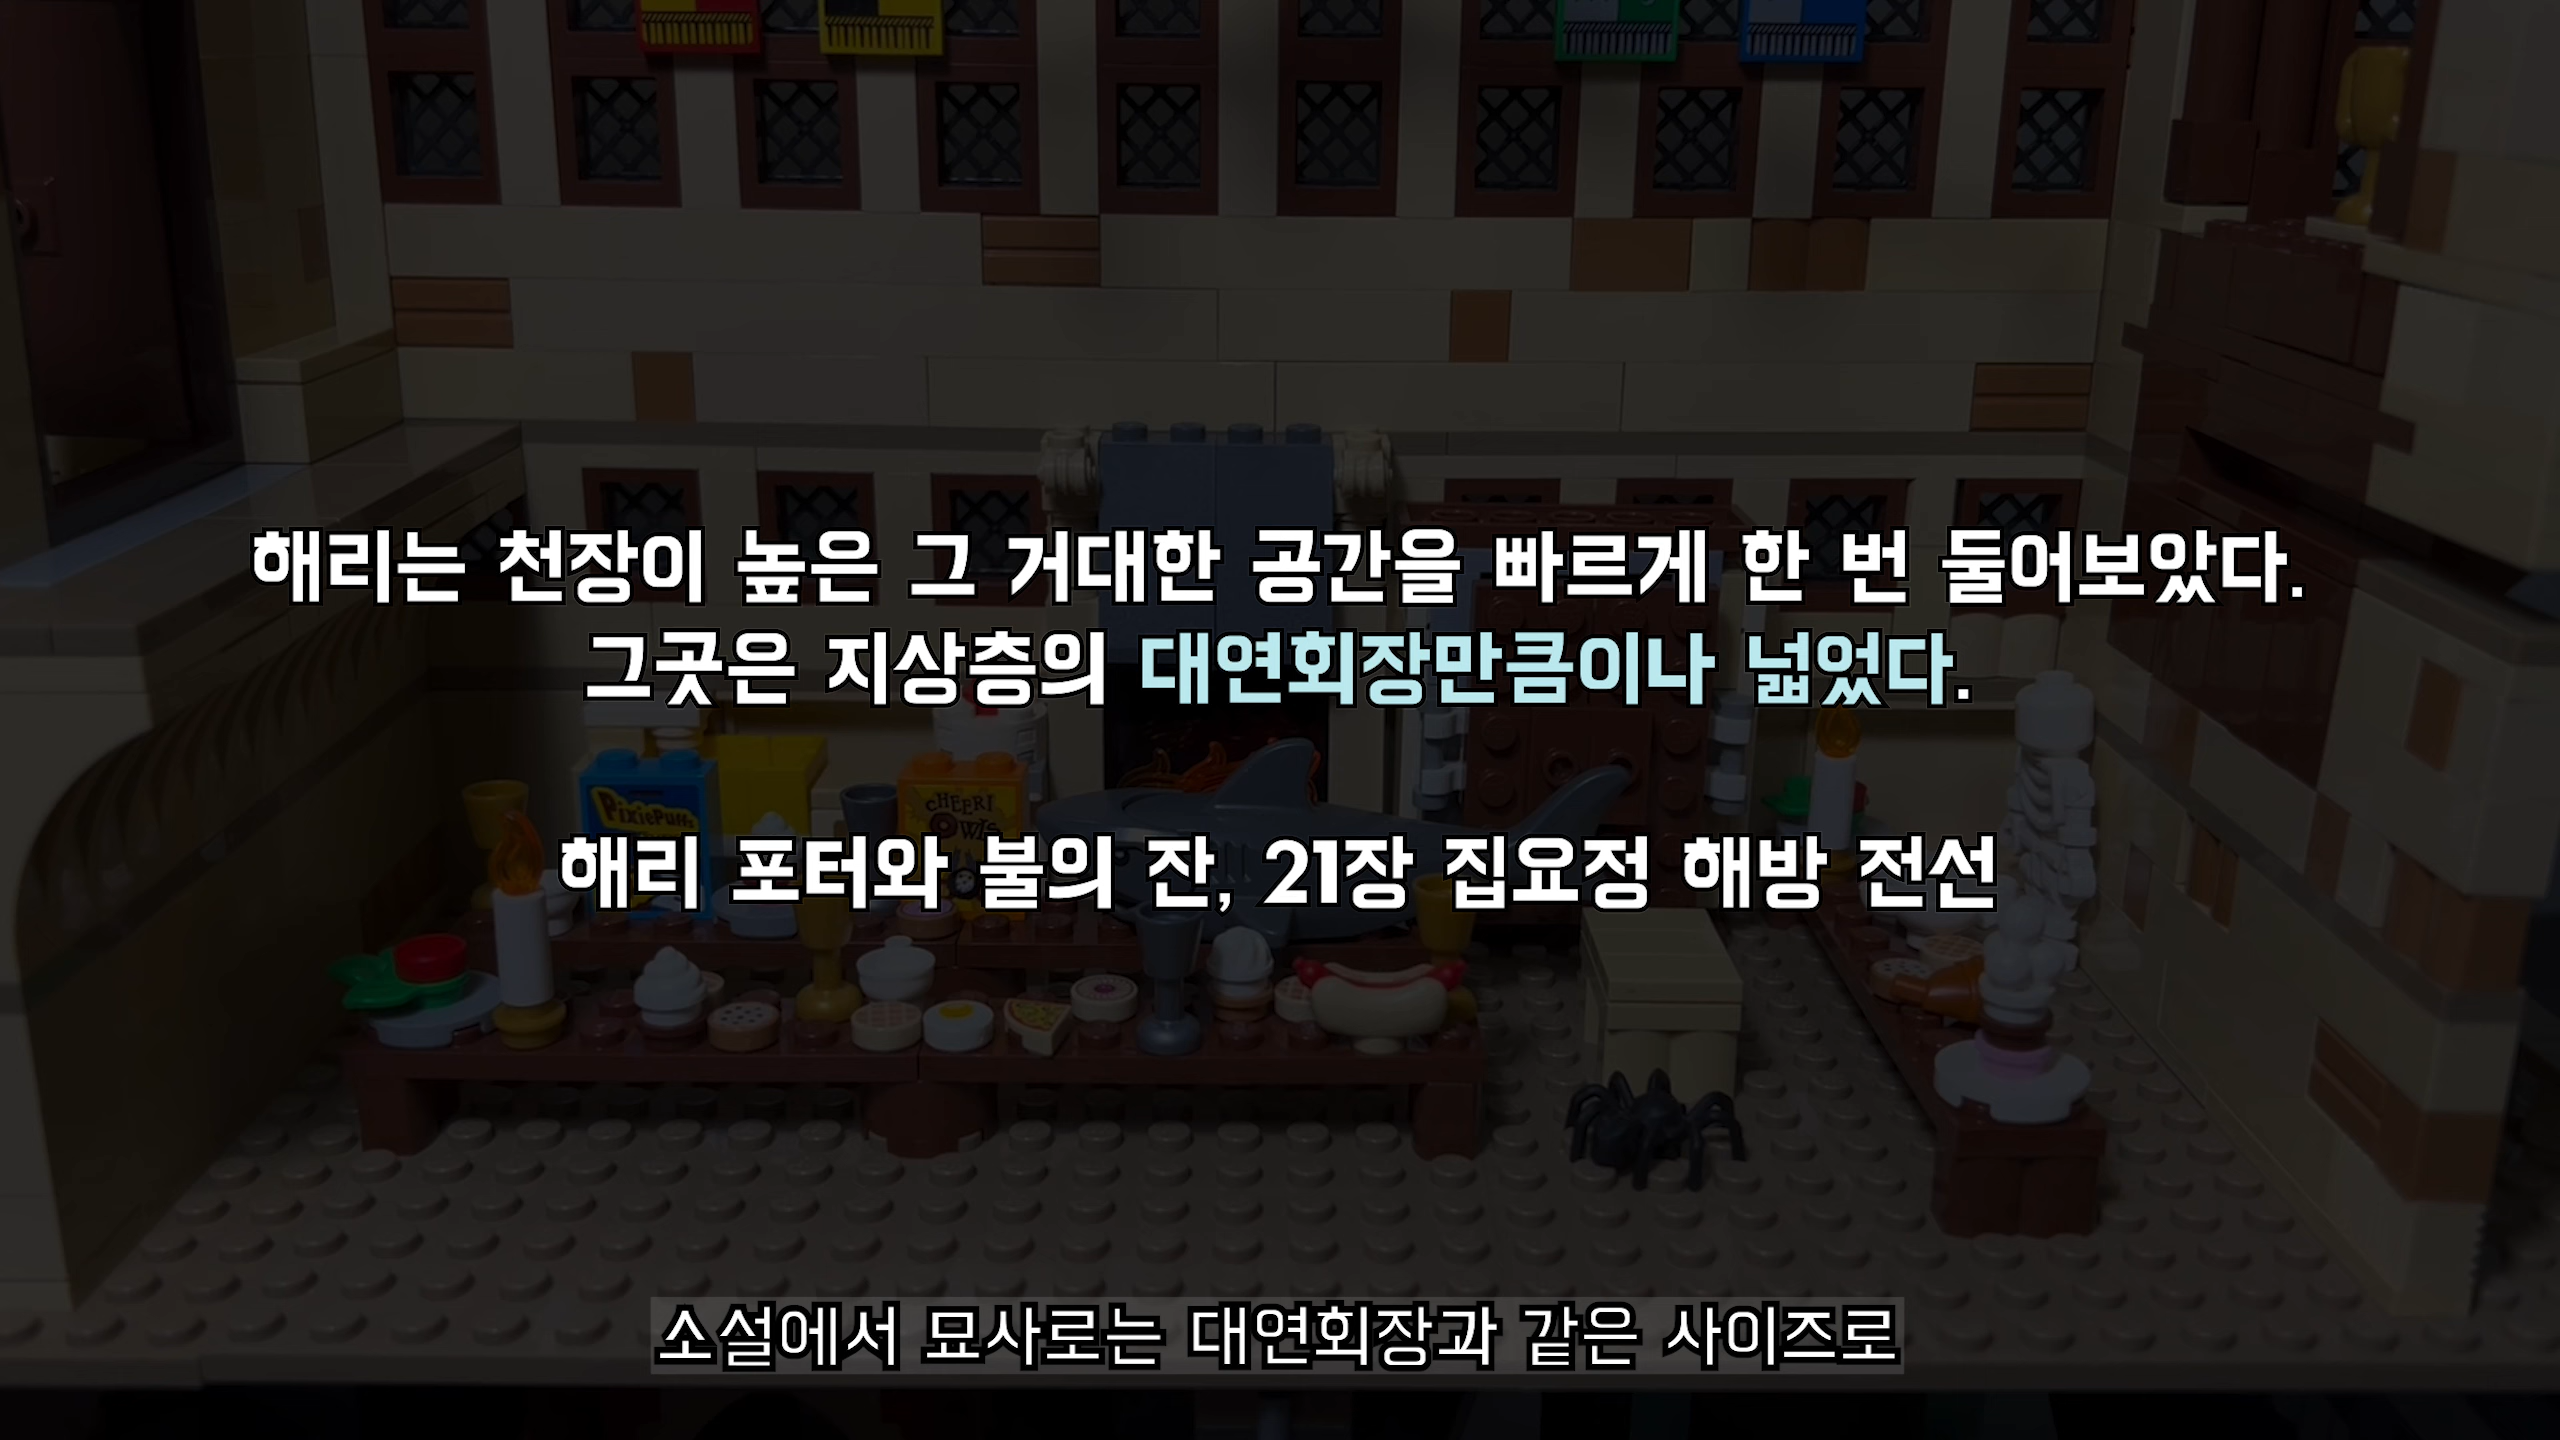 해리는 천장이 높은 그 거대한 공간을 빠르게 한 번 둘어보았다.
그곳은 지상층의 대연회장만큼이나 넓었다.
PixiePuffs
CHEERI
OWLS
해리 포터와 불의 잔, 21장 집요정 해방 전선
소설에서 묘사로는 대연회장과 같은 사이즈로